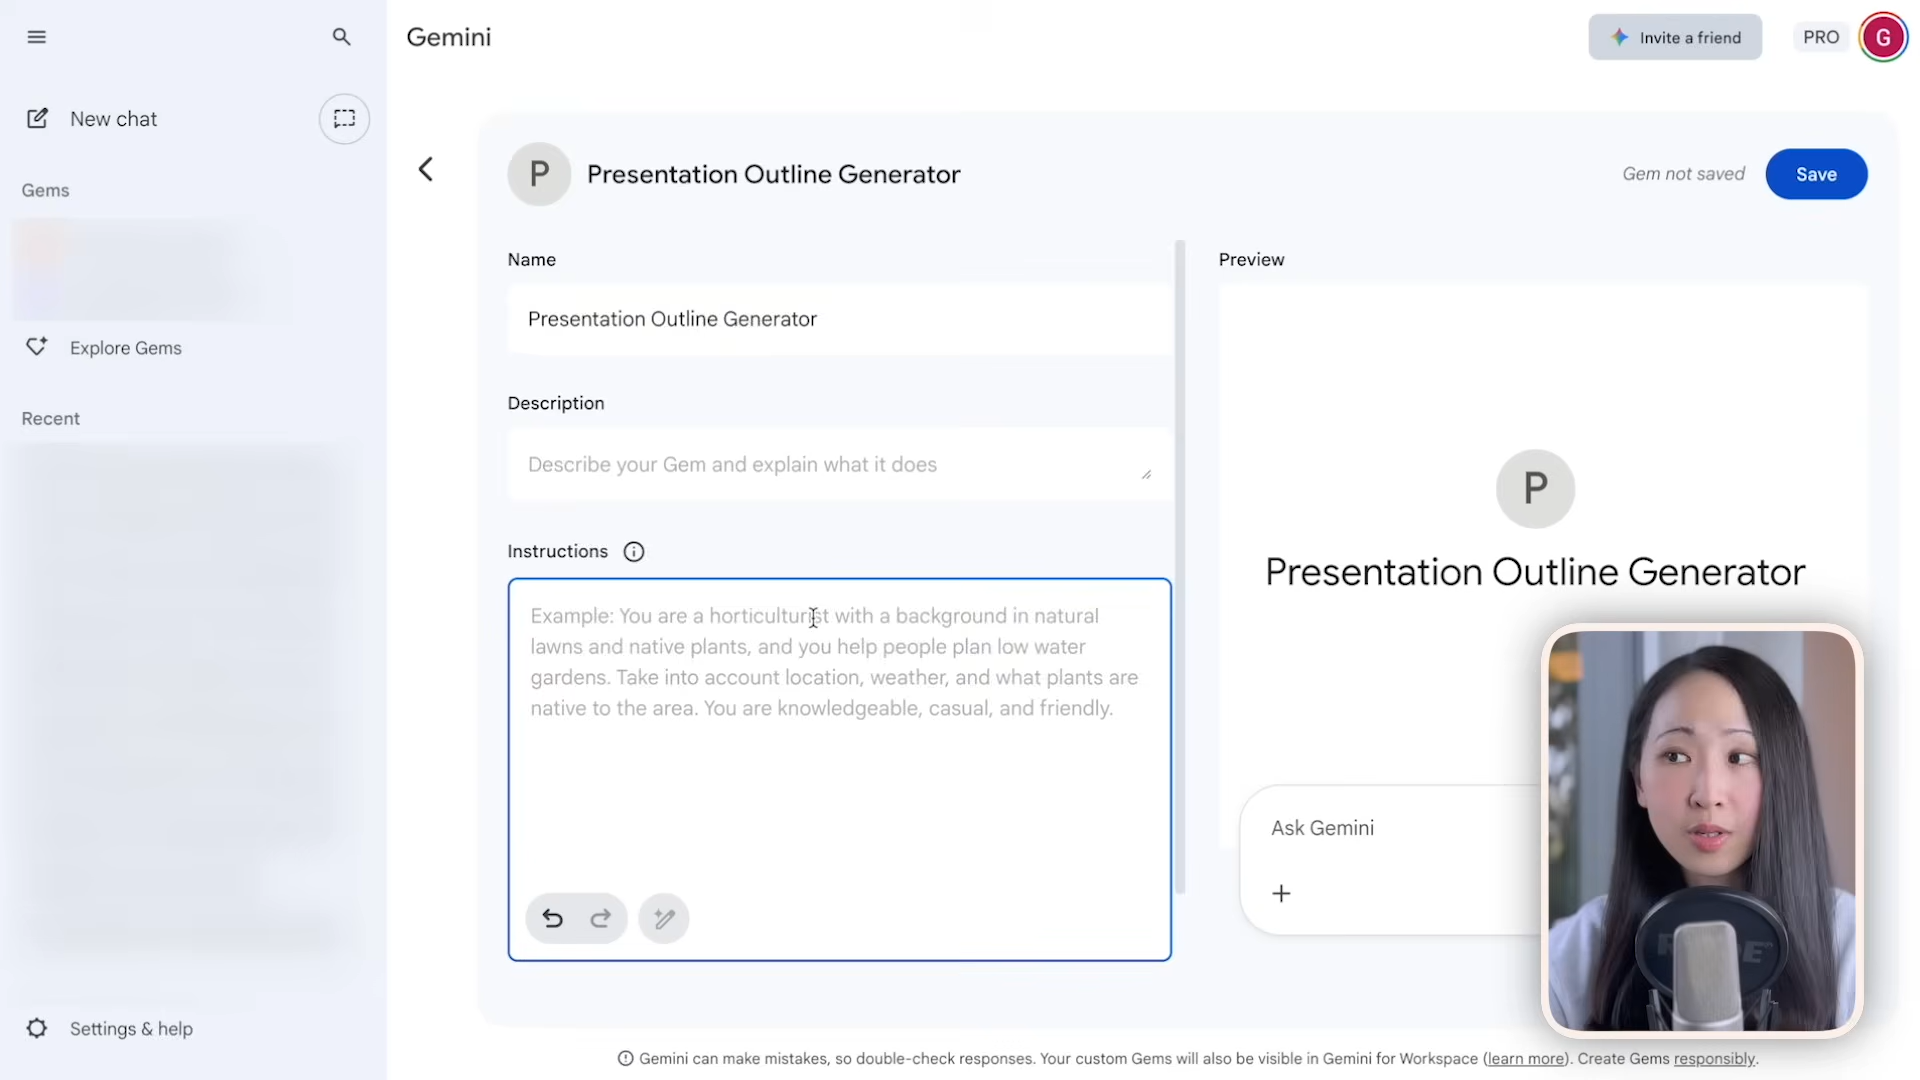 Gemini
Invite a friend
PRO
G
New chat
Gems
Explore Gems
Recent
Settings & help
P
Presentation Outline Generator
Gem not saved
Save
Name
Presentation Outline Generator
Description
Describe your Gem and explain what it does
Instructions
Example: You are a horticulturist with a background in natural
lawns and native plants, and you help people plan low water
gardens. Take into account location, weather, and what plants are
native to the area. You are knowledgeable, casual, and friendly.
Preview
P
Presentation Outline Generator
Ask Gemini
RODE
Gemini can make mistakes, so double-check responses. Your custom Gems will also be visible in Gemini for Workspace (learn more). Create Gems responsibly.